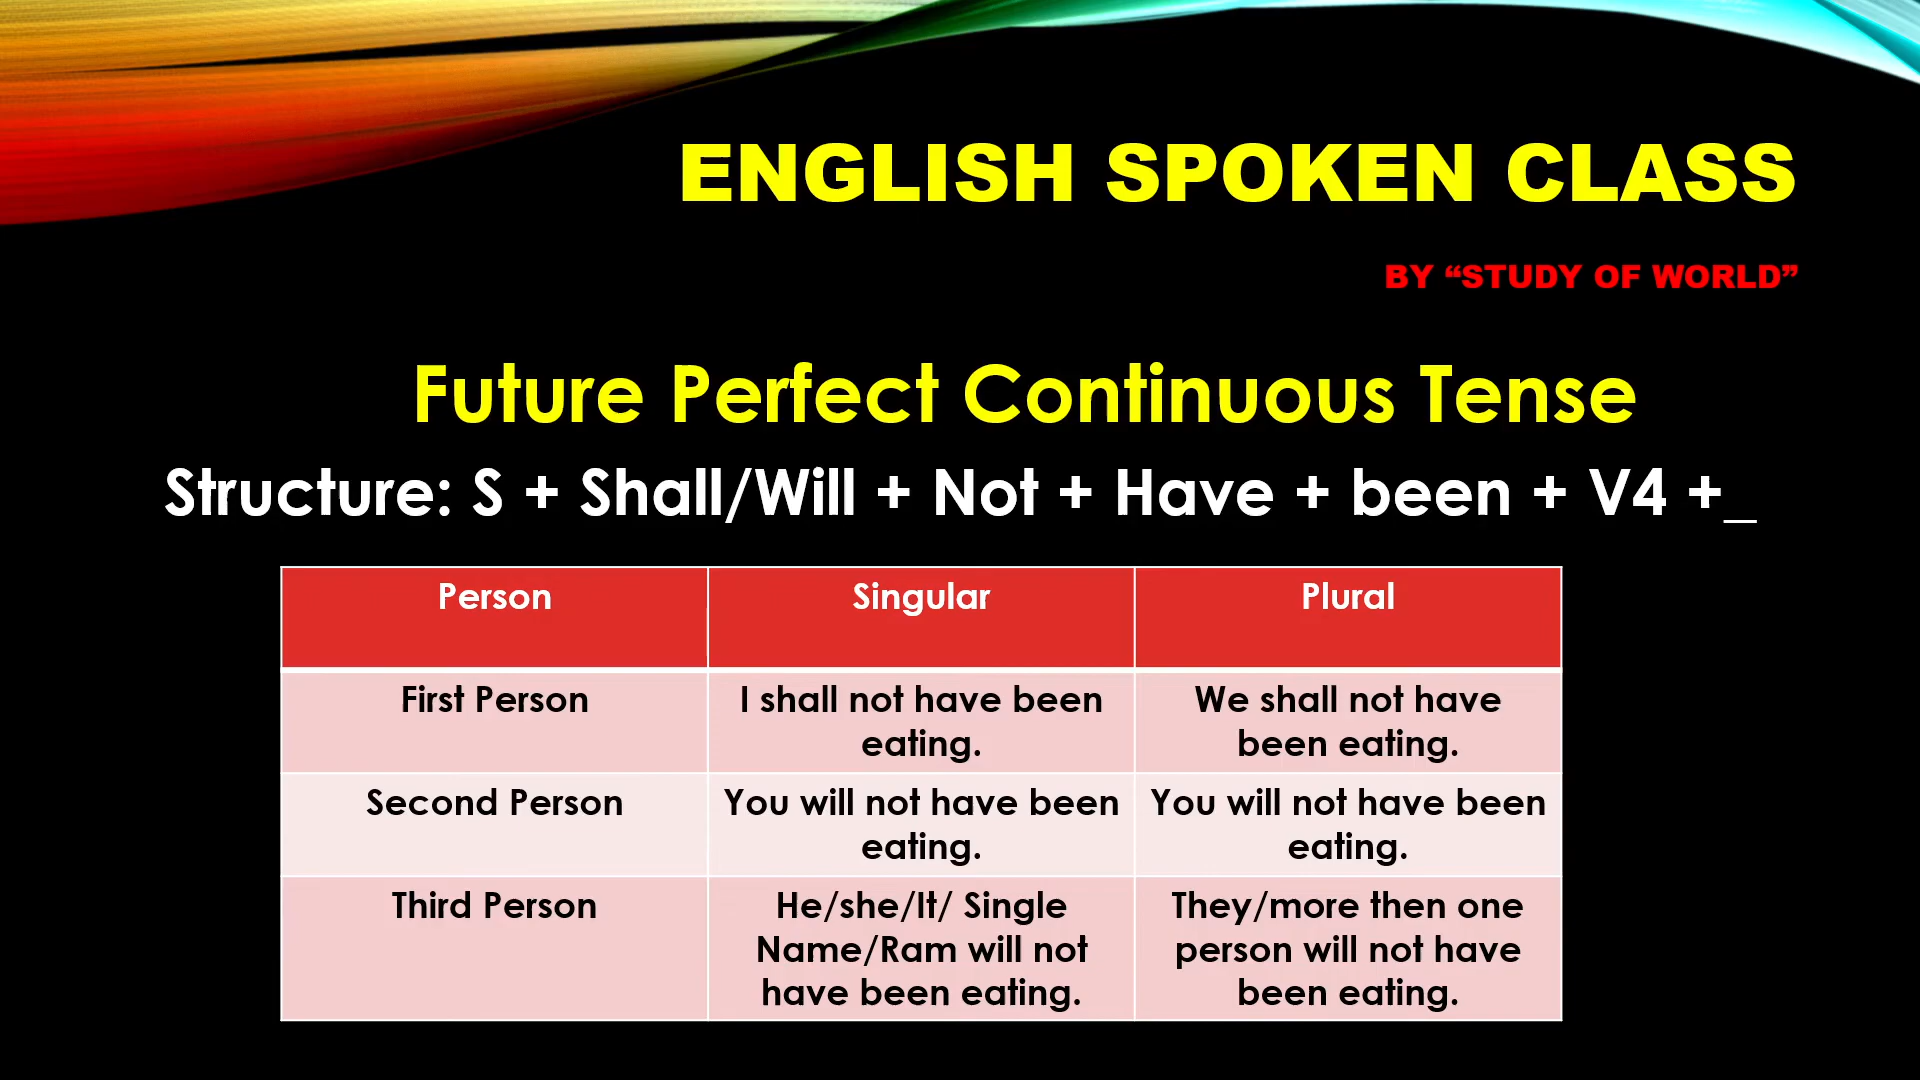 ENGLISH SPOKEN CLASS
BY “STUDY OF WORLD”
Future Perfect Continuous Tense
Structure: S + Shall/Will + Not + Have + been + V4 +_
Person
Singular
Plural
First Person
I shall not have been
eating.
We shall not have
been eating.
Second Person
You will not have been
eating.
You will not have been
eating.
Third Person
He/she/It/ Single
Name/Ram will not
have been eating.
They/more then one
person will not have
been eating.